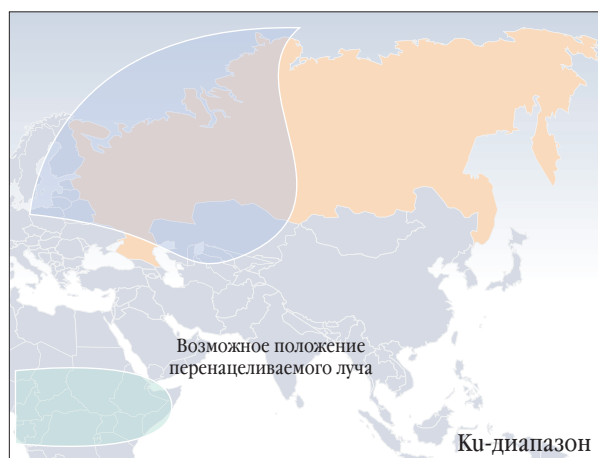 Возможное положение
перенацеливаемого луча
Ku-диапазон